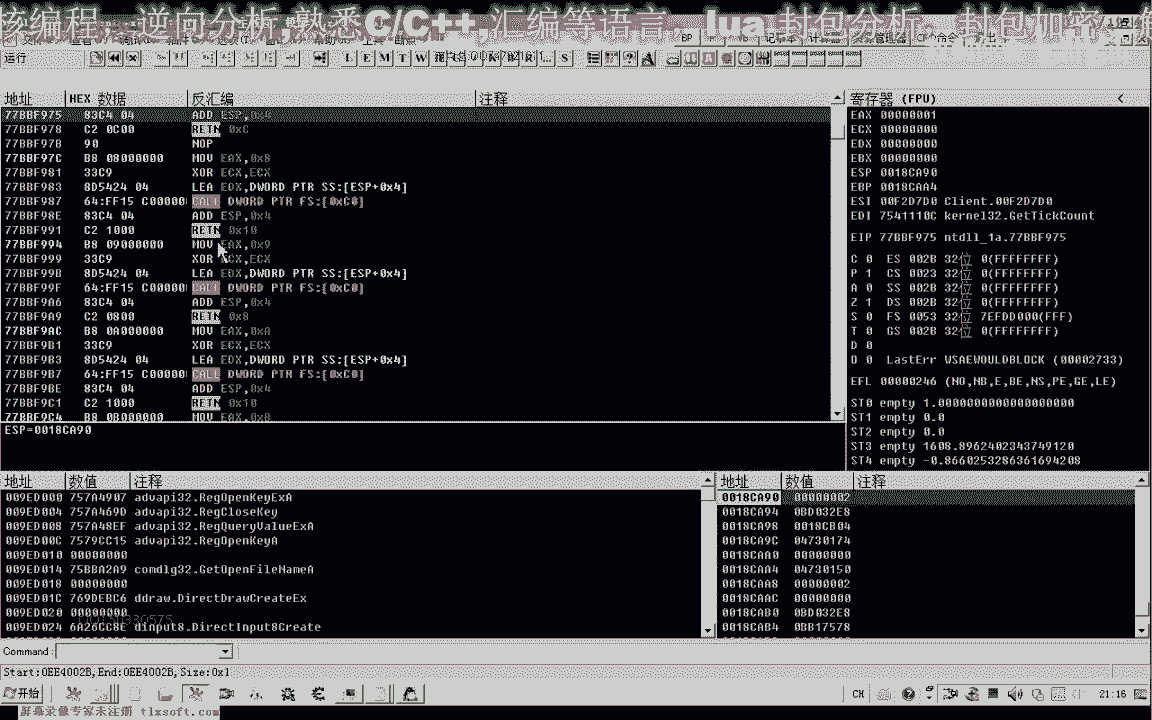 核编程，逆向分析,熟悉C/C++,汇编等语言，lua 封包分析，封包加密，
运行
L E M T W
S
地址 HEX 数据 反汇编 注释
77BBF975 83C4 04 ADD ESP,0x4
77BBF978 C2 0C00 RETN 0xC
77BBF97B 90 NOP
77BBF97C B8 08000000 MOV EAX,0x8
77BBF981 33C9 XOR ECX,ECX
77BBF983 8D5424 04 LEA EDX,DWORD PTR SS:[ESP+0x4]
77BBF987 64:FF15 C00000 CALL DWORD PTR FS:[0xC0]
77BBF98E 83C4 04 ADD ESP,0x4
77BBF991 C2 1000 RETN 0x10
77BBF994 B8 09000000 MOV EAX,0x9
77BBF999 33C9 XOR ECX,ECX
77BBF99B 8D5424 04 LEA EDX,DWORD PTR SS:[ESP+0x4]
77BBF99F 64:FF15 C00000 CALL DWORD PTR FS:[0xC0]
77BBF9A6 83C4 04 ADD ESP,0x4
77BBF9A9 C2 0800 RETN 0x8
77BBF9AC B8 0A000000 MOV EAX,0xA
77BBF9B1 33C9 XOR ECX,ECX
77BBF9B3 8D5424 04 LEA EDX,DWORD PTR SS:[ESP+0x4]
77BBF9B7 64:FF15 C00000 CALL DWORD PTR FS:[0xC0]
77BBF9BE 83C4 04 ADD ESP,0x4
77BBF9C1 C2 1000 RETN 0x10
77BBF9C4 B8 0B000000 MOV EAX,0xB
ESP=0018CA90
寄存器 (FPU) <
EAX 00000001
ECX 00000000
EDX 00000000
EBX 00000000
ESP 0018CA90
EBP 0018CAA4
ESI 00F2D7D0 Client.00F2D7D0
EDI 7541110C kernel32.GetTickCount
EIP 77BBF975 ntdll_1a.77BBF975
C 0 ES 002B 32位 0(FFFFFFFF)
P 1 CS 0023 32位 0(FFFFFFFF)
A 0 SS 002B 32位 0(FFFFFFFF)
Z 1 DS 002B 32位 0(FFFFFFFF)
S 0 FS 0053 32位 7EFDD000(FFF)
T 0 GS 002B 32位 0(FFFFFFFF)
D 0
O 0 LastErr WSAEWOULDBLOCK (00002733)
EFL 00000246 (NO,NB,E,BE,NS,PE,GE,LE)
ST0 empty 1.0000000000000000000
ST1 empty 0.0
ST2 empty 0.0
ST3 empty 1608.8962402343749120
ST4 empty -0.8660253286361694208
地址 数值 注释
009ED000 757A4907 advapi32.RegOpenKeyExA
009ED004 757A469D advapi32.RegCloseKey
009ED008 757A48EF advapi32.RegQueryValueExA
009ED00C 7579CC15 advapi32.RegOpenKeyA
009ED010 00000000
009ED014 75BBA2A9 comdlg32.GetOpenFileNameA
009ED018 00000000
009ED01C 769DEBC6 ddraw.DirectDrawCreateEx
009ED020 00000000
009ED024 6A26CC8E dinput8.DirectInput8Create
地址 数值 注释
0018CA90 00000002
0018CA94 0BD032E8
0018CA98 0018CB04
0018CA9C 04730174
0018CAA0 00000000
0018CAA4 04730150
0018CAA8 00000002
0018CAAC 00000000
0018CAB0 0BD032E8
0018CAB4 0BB17578
Command:
Start:0EE4002B,End:0EE4002B,Size:0x1
开始
CH
21:16
屏幕录像专家未注册 tlxsoft.com